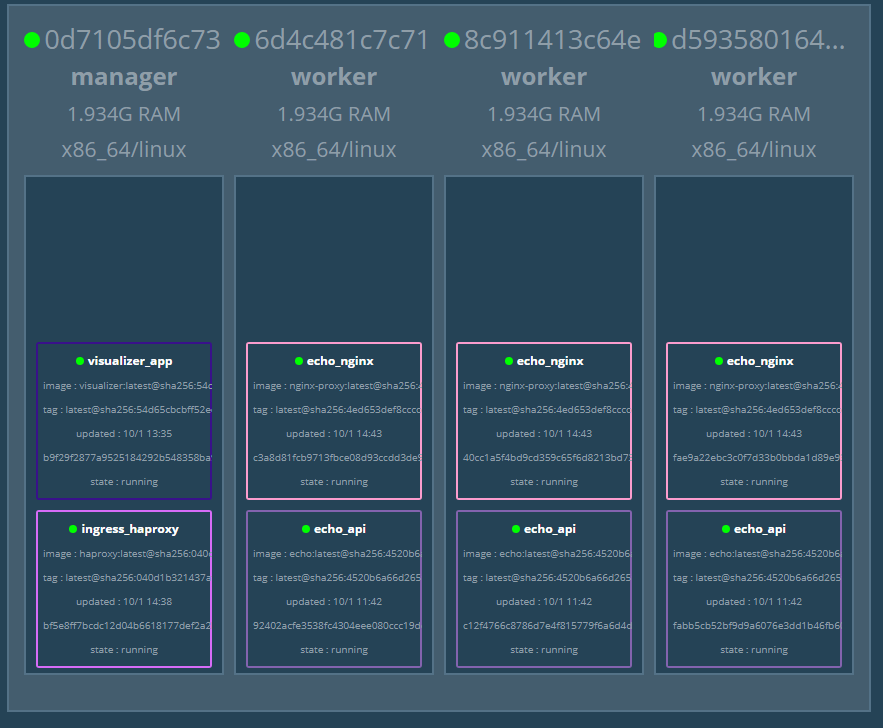 0d7105df6c73
manager
1.934G RAM
x86_64/linux
visualizer_app
image : visualizer:latest@sha256:54c
tag : latest@sha256:54d65cbcbff52e
updated : 10/1 13:35
b9f29f2877a9525184292b548358ba
state : running
ingress_haproxy
image : haproxy:latest@sha256:040
tag : latest@sha256:040d1b321437a
updated : 10/1 14:38
bf5e8ff7bcdc12d04b6618177def2a2
state : running
6d4c481c7c71
worker
1.934G RAM
x86_64/linux
echo_nginx
image : nginx-proxy:latest@sha256:
tag : latest@sha256:4ed653def8cccc
updated : 10/1 14:43
c3a8d81fcb9713fbce08d93ccdd3de
state : running
echo_api
image : echo:latest@sha256:4520b6
tag : latest@sha256:4520b6a66d265
updated : 10/1 11:42
92402acfe3538fc4304eee080ccc19d
state : running
8c911413c64e
worker
1.934G RAM
x86_64/linux
echo_nginx
image : nginx-proxy:latest@sha256:
tag : latest@sha256:4ed653def8cccc
updated : 10/1 14:43
40cc1a5f4bd9cd359c65f6d8213bd7
state : running
echo_api
image : echo:latest@sha256:4520b6
tag : latest@sha256:4520b6a66d265
updated : 10/1 11:42
c12f4766c8786d7e4f815779f6a6d4d
state : running
d593580164...
worker
1.934G RAM
x86_64/linux
echo_nginx
image : nginx-proxy:latest@sha256:
tag : latest@sha256:4ed653def8cccc
updated : 10/1 14:43
fae9a22ebc3c0f7d33b0bbda1d89e9
state : running
echo_api
image : echo:latest@sha256:4520b6
tag : latest@sha256:4520b6a66d265
updated : 10/1 11:42
fabb5cb52bf9d9a6076e3dd1b46fb6
state : running